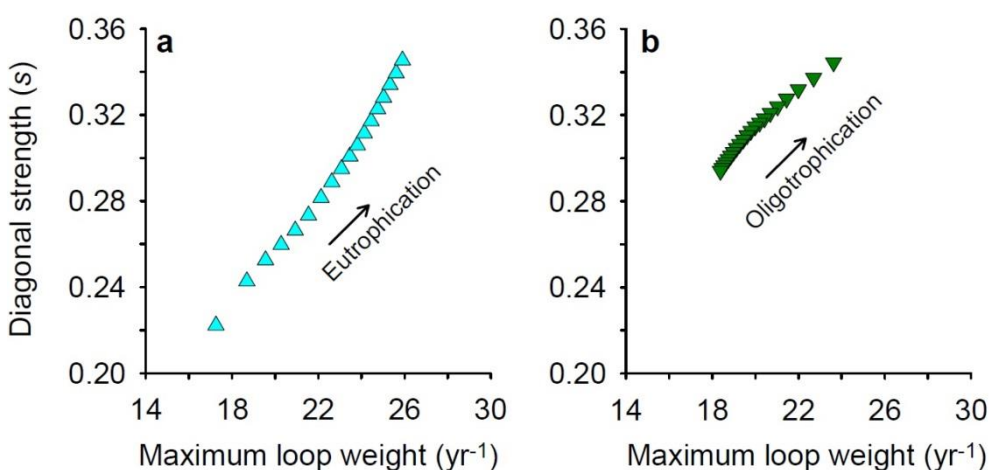 a
Diagonal strength (s)
0.36
0.32
0.28
0.24
0.20
14 18 22 26 30
Eutrophication
Maximum loop weight (yr-1)
b
0.36
0.32
0.28
0.24
0.20
14 18 22 26 30
Oligotrophication
Maximum loop weight (yr-1)